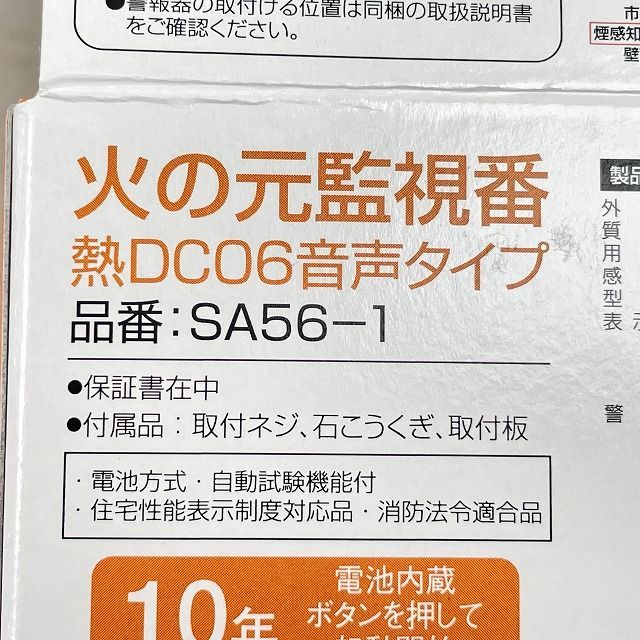 ●警報器の取付ける位置は同梱の取扱説明書
をご確認ください。
市
煙感知
壁
火の元監視番
熱DC06音声タイプ
品番：SA56-1
●保証書在中
●付属品：取付ネジ、石こうくぎ、取付板
・電池方式・自動試験機能付
・住宅性能表示制度対応品・消防法令適合品
10年
電池内蔵
ボタンを押して
製品
外
質
用
感
型
表 示
警